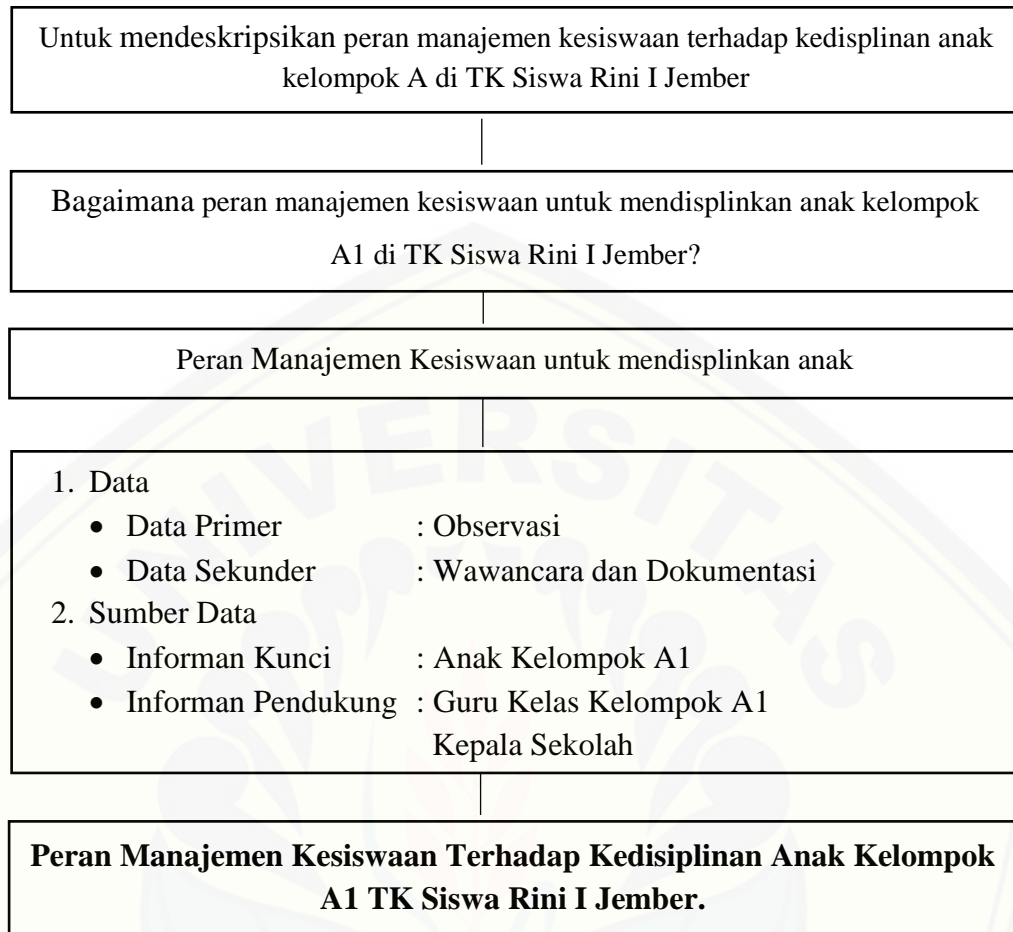 Untuk mendeskripsikan peran manajemen kesiswaan terhadap kedisplinan anak
kelompok A di TK Siswa Rini I Jember
Bagaimana peran manajemen kesiswaan untuk mendisplinkan anak kelompok
A1 di TK Siswa Rini I Jember?
Peran Manajemen Kesiswaan untuk mendisplinkan anak
1. Data
• Data Primer : Observasi
• Data Sekunder : Wawancara dan Dokumentasi
2. Sumber Data
• Informan Kunci : Anak Kelompok A1
• Informan Pendukung : Guru Kelas Kelompok A1
Kepala Sekolah
Peran Manajemen Kesiswaan Terhadap Kedisiplinan Anak Kelompok
A1 TK Siswa Rini I Jember.
UNIVERSITAS